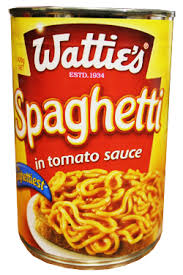 Wattie's
ESTD. 1934
Spaghetti
in tomato sauce